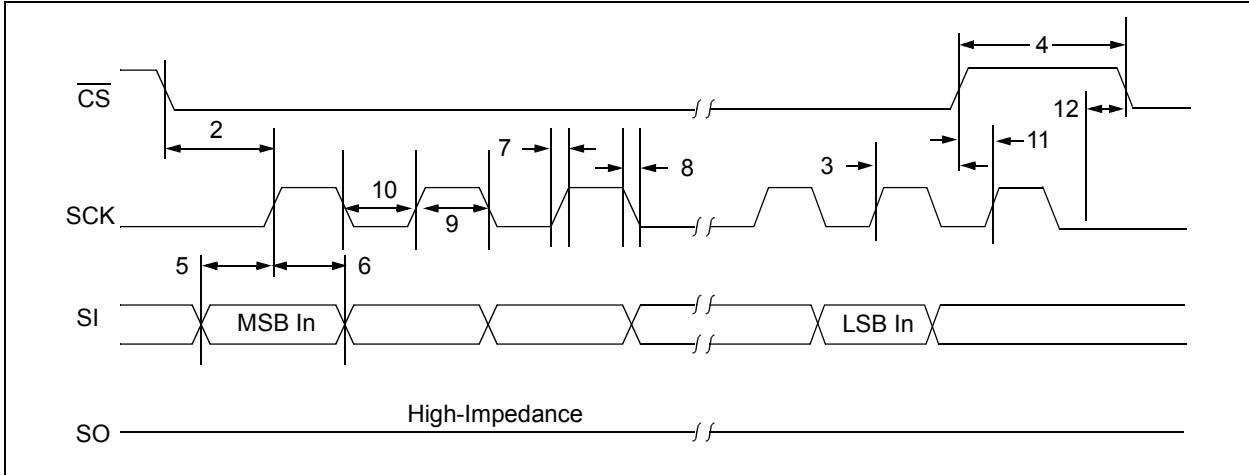 4
CS
12
2
11
7
3
8
10
SCK
9
5
6
SI
MSB In
LSB In
High-Impedance
SO